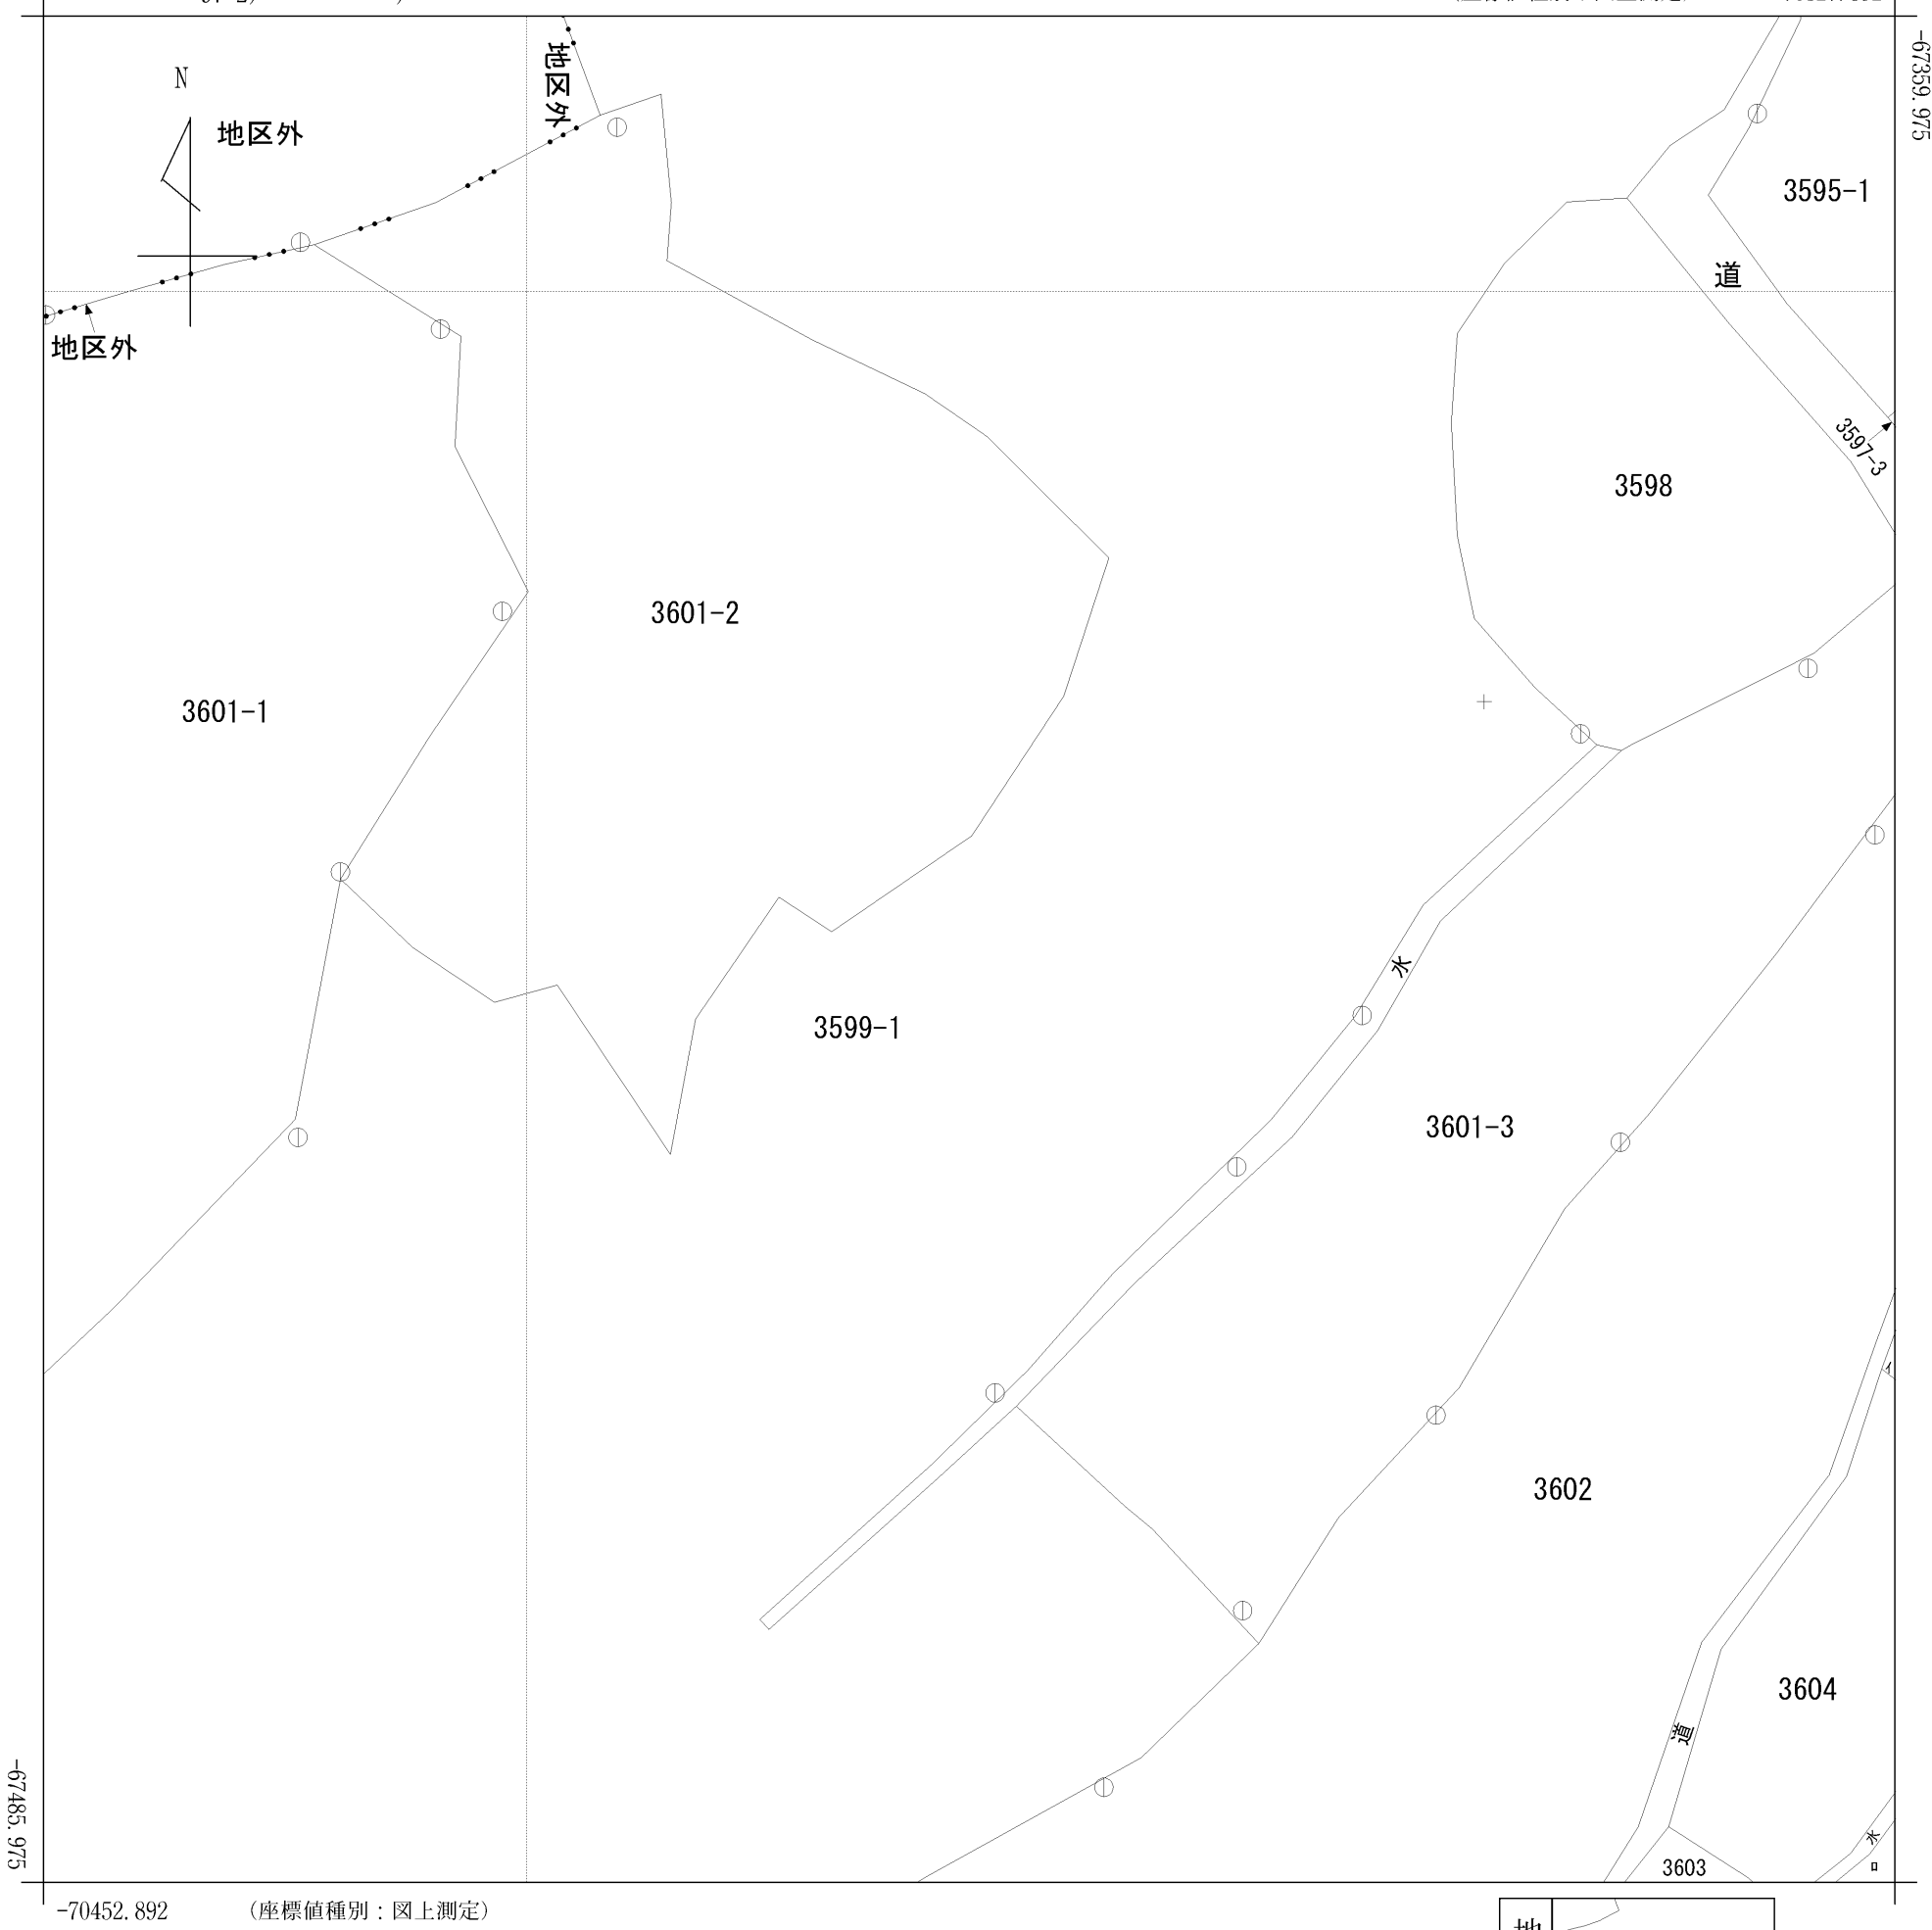 -67359.975
N
地区外
地区外
地区外
3595-1
道
3597-3
3598
3601-2
3601-1
水
3599-1
3601-3
3602
イ
3604
道
水
ロ
3603
-67485.975
-70452.892 （座標値種別：図上測定）
地